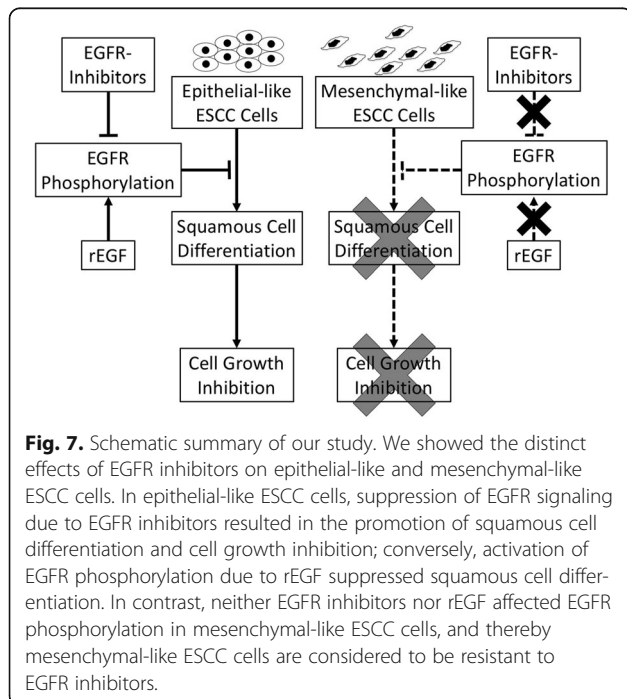 EGFR-
Inhibitors
Epithelial-like
ESCC Cells
Mesenchymal-like
ESCC Cells
EGFR-
Inhibitors
EGFR
Phosphorylation
EGFR
Phosphorylation
rEGF
Squamous Cell
Differentiation
Squamous Cell
Differentiation
rEGF
Cell Growth
Inhibition
Cell Growth
Inhibition
Fig. 7. Schematic summary of our study. We showed the distinct
effects of EGFR inhibitors on epithelial-like and mesenchymal-like
ESCC cells. In epithelial-like ESCC cells, suppression of EGFR signaling
due to EGFR inhibitors resulted in the promotion of squamous cell
differentiation and cell growth inhibition; conversely, activation of
EGFR phosphorylation due to rEGF suppressed squamous cell differ-
entiation. In contrast, neither EGFR inhibitors nor rEGF affected EGFR
phosphorylation in mesenchymal-like ESCC cells, and thereby
mesenchymal-like ESCC cells are considered to be resistant to
EGFR inhibitors.